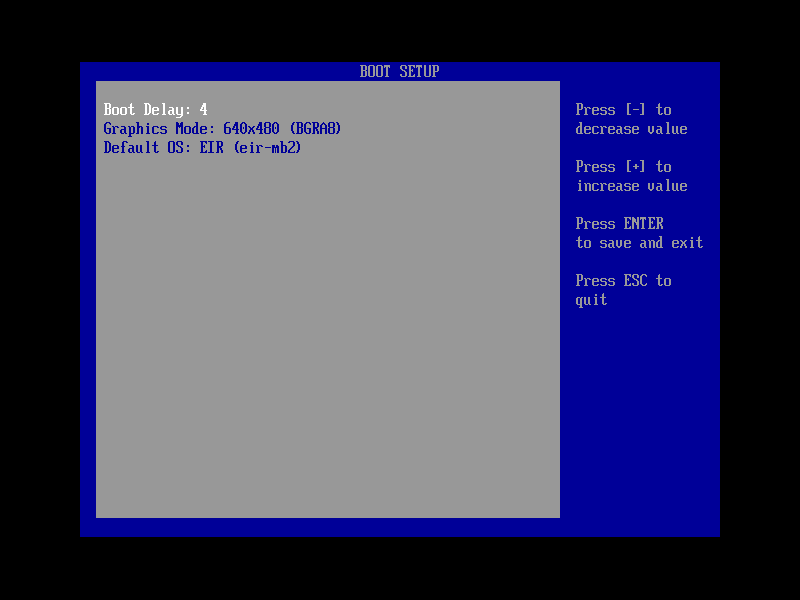 BOOT SETUP
Boot Delay: 4
Graphics Mode: 640x480 (BGRA8)
Default OS: EIR (eir-mb2)
Press [-] to
decrease value
Press [+] to
increase value
Press ENTER
to save and exit
Press ESC to
quit